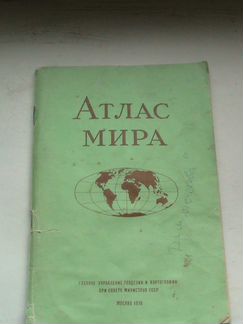 АТЛАС
МИРА
ГЛАВНОЕ УПРАВЛЕНИЕ ГЕОДЕЗИИ И КАРТОГРАФИИ
ПРИ СОВЕТЕ МИНИСТРОВ СССР
МОСКВА